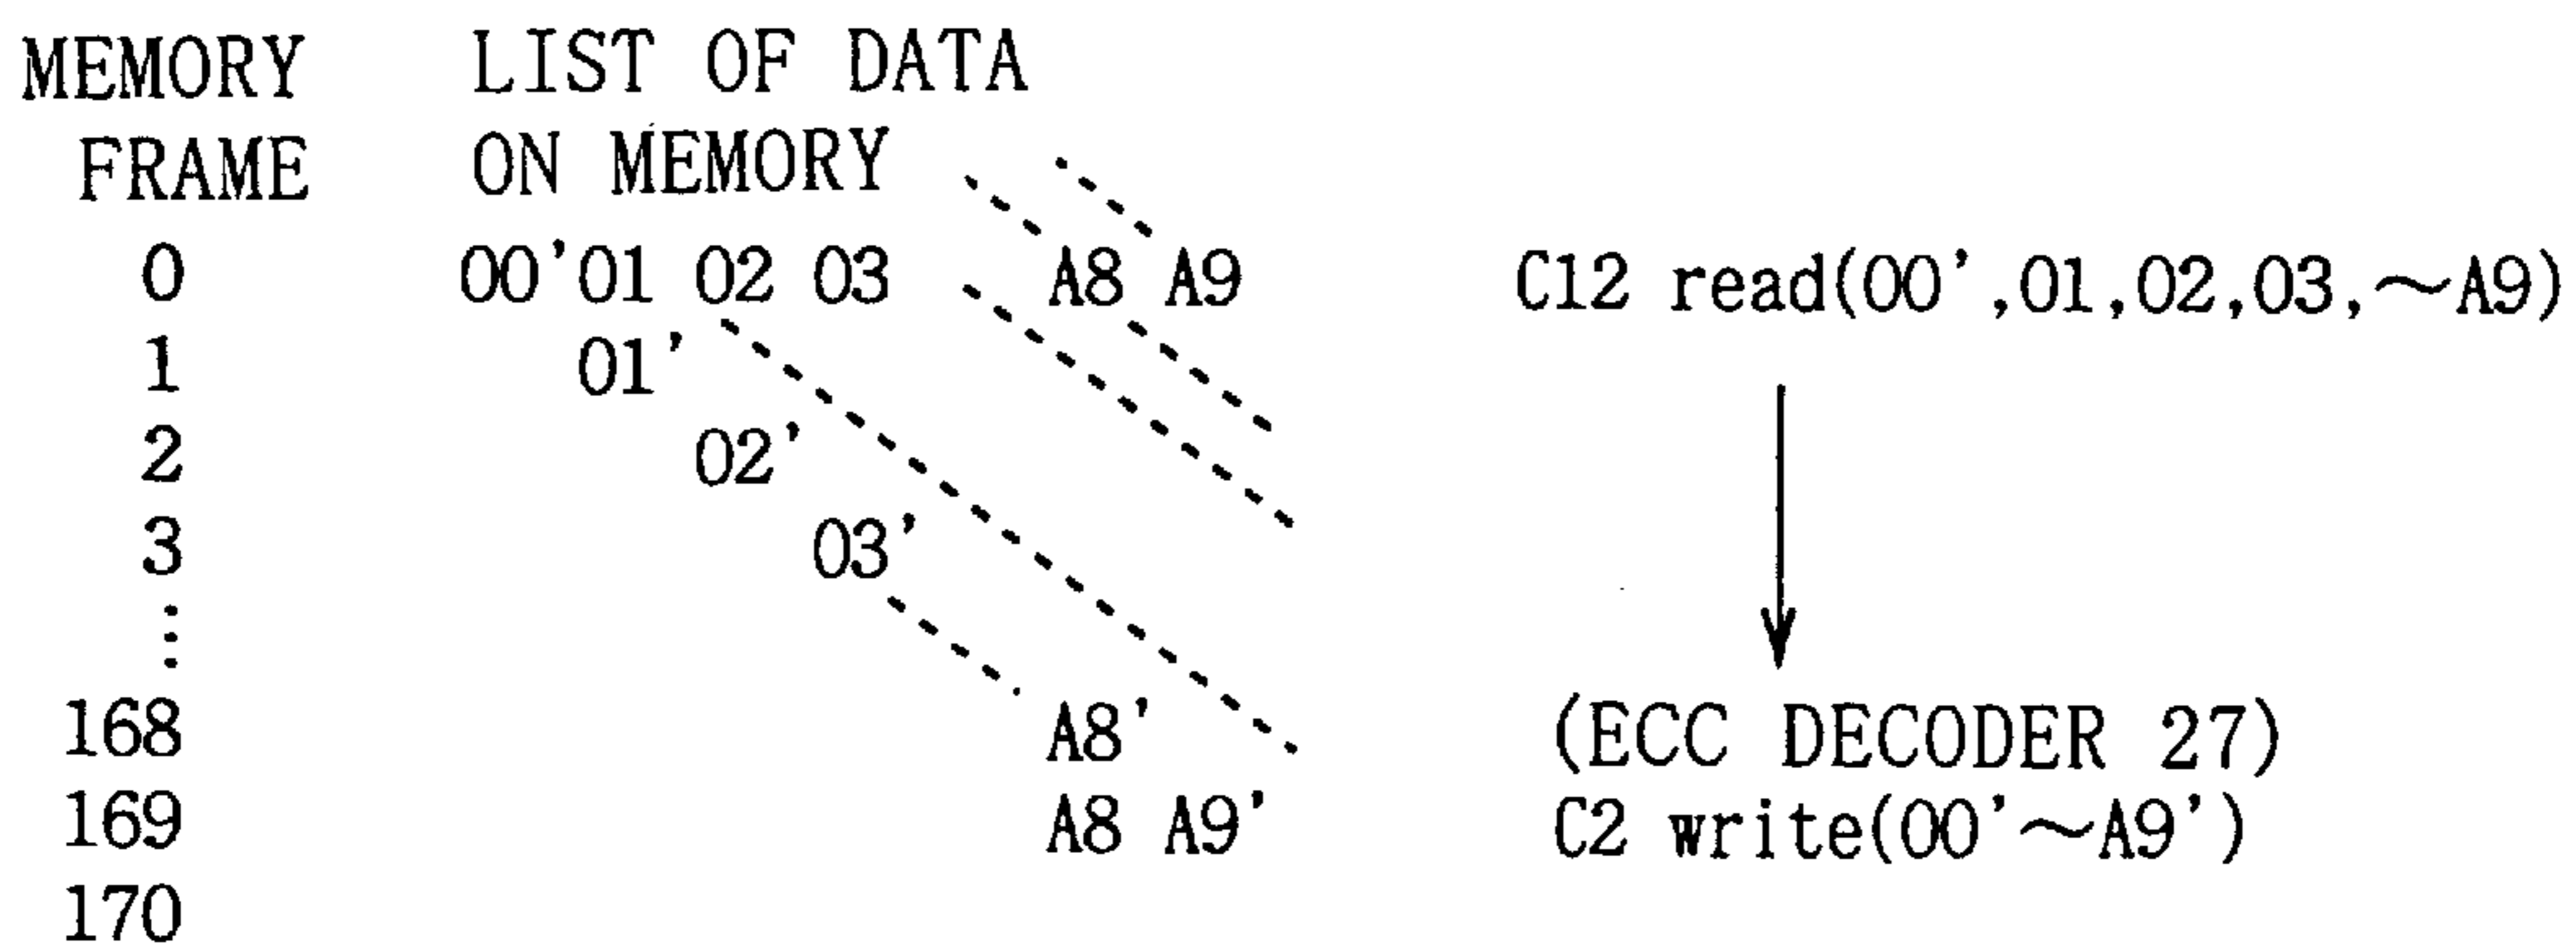 MEMORY FRAME LIST OF DATA ON MEMORY
0 00'01 02 03 A8 A9 C12 read(00',01,02,03,~A9)
1 01'
2 02'
3 03'
⋮
168 A8' (ECC DECODER 27)
169 A8 A9' C2 write(00'~A9')
170